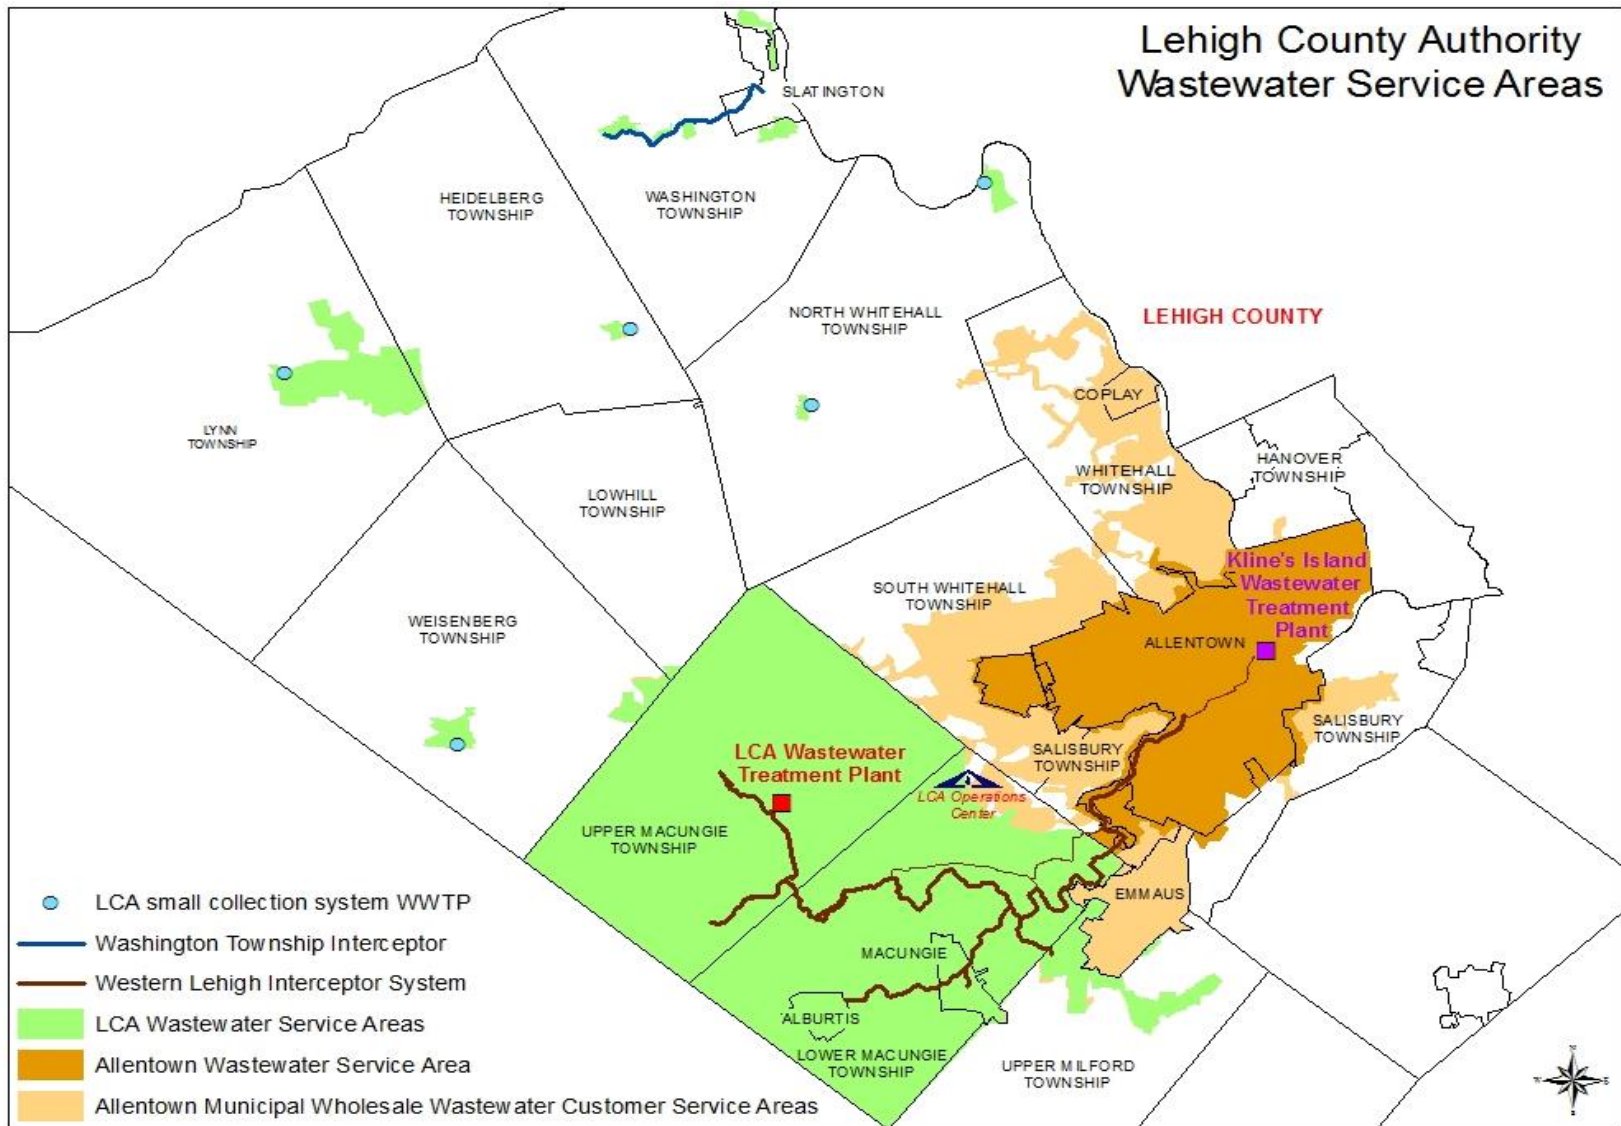 Lehigh County Authority
Wastewater Service Areas
SLATINGTON
HEIDELBERG
TOWNSHIP
WASHINGTON
TOWNSHIP
NORTH WHITEHALL
TOWNSHIP
LEHIGH COUNTY
COPLAY
LYNN
TOWNSHIP
LOWHILL
TOWNSHIP
WHITEHALL
TOWNSHIP
HANOVER
TOWNSHIP
Kline's Island
Wastewater
Treatment
Plant
SOUTH WHITEHALL
TOWNSHIP
WEISENBERG
TOWNSHIP
ALLENTOWN
SALISBURY
TOWNSHIP
SALISBURY
TOWNSHIP
LCA Wastewater
Treatment Plant
LCA Operations
Center
UPPER MACUNGIE
TOWNSHIP
EMMAUS
MACUNGIE
ALBURTIS
LOWER MACUNGIE
TOWNSHIP
UPPER MILFORD
TOWNSHIP
LCA small collection system WWTP
Washington Township Interceptor
Western Lehigh Interceptor System
LCA Wastewater Service Areas
Allentown Wastewater Service Area
Allentown Municipal Wholesale Wastewater Customer Service Areas
N
W
E
S